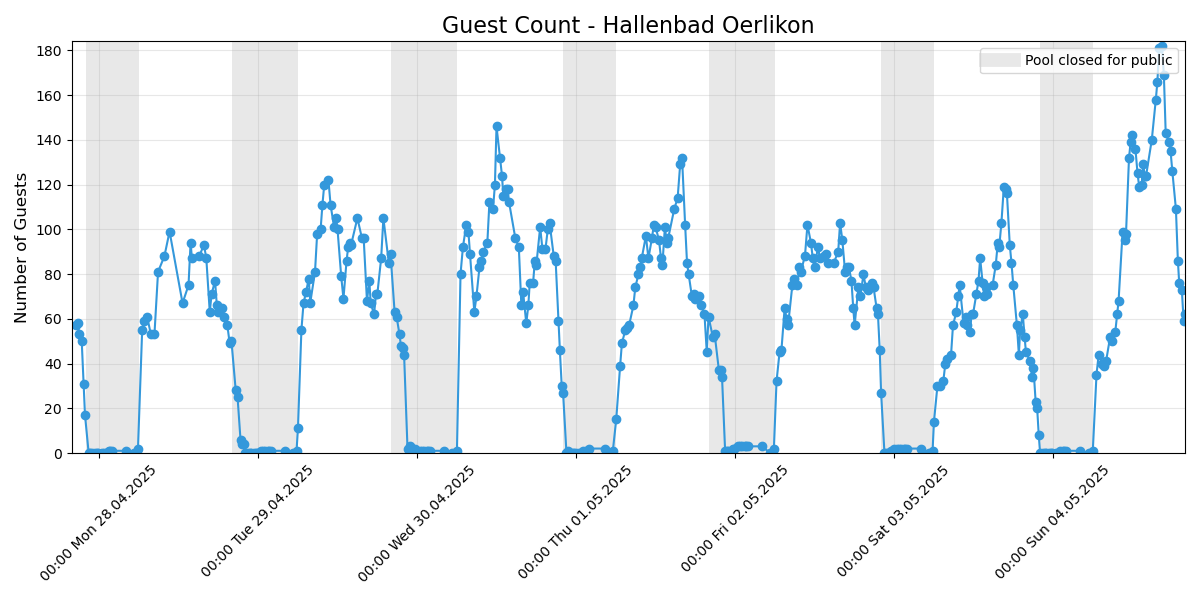 Guest Count - Hallenbad Oerlikon
Pool closed for public
Number of Guests
180
160
140
120
100
80
60
40
20
0
00:00 Mon 28.04.2025
00:00 Tue 29.04.2025
00:00 Wed 30.04.2025
00:00 Thu 01.05.2025
00:00 Fri 02.05.2025
00:00 Sat 03.05.2025
00:00 Sun 04.05.2025